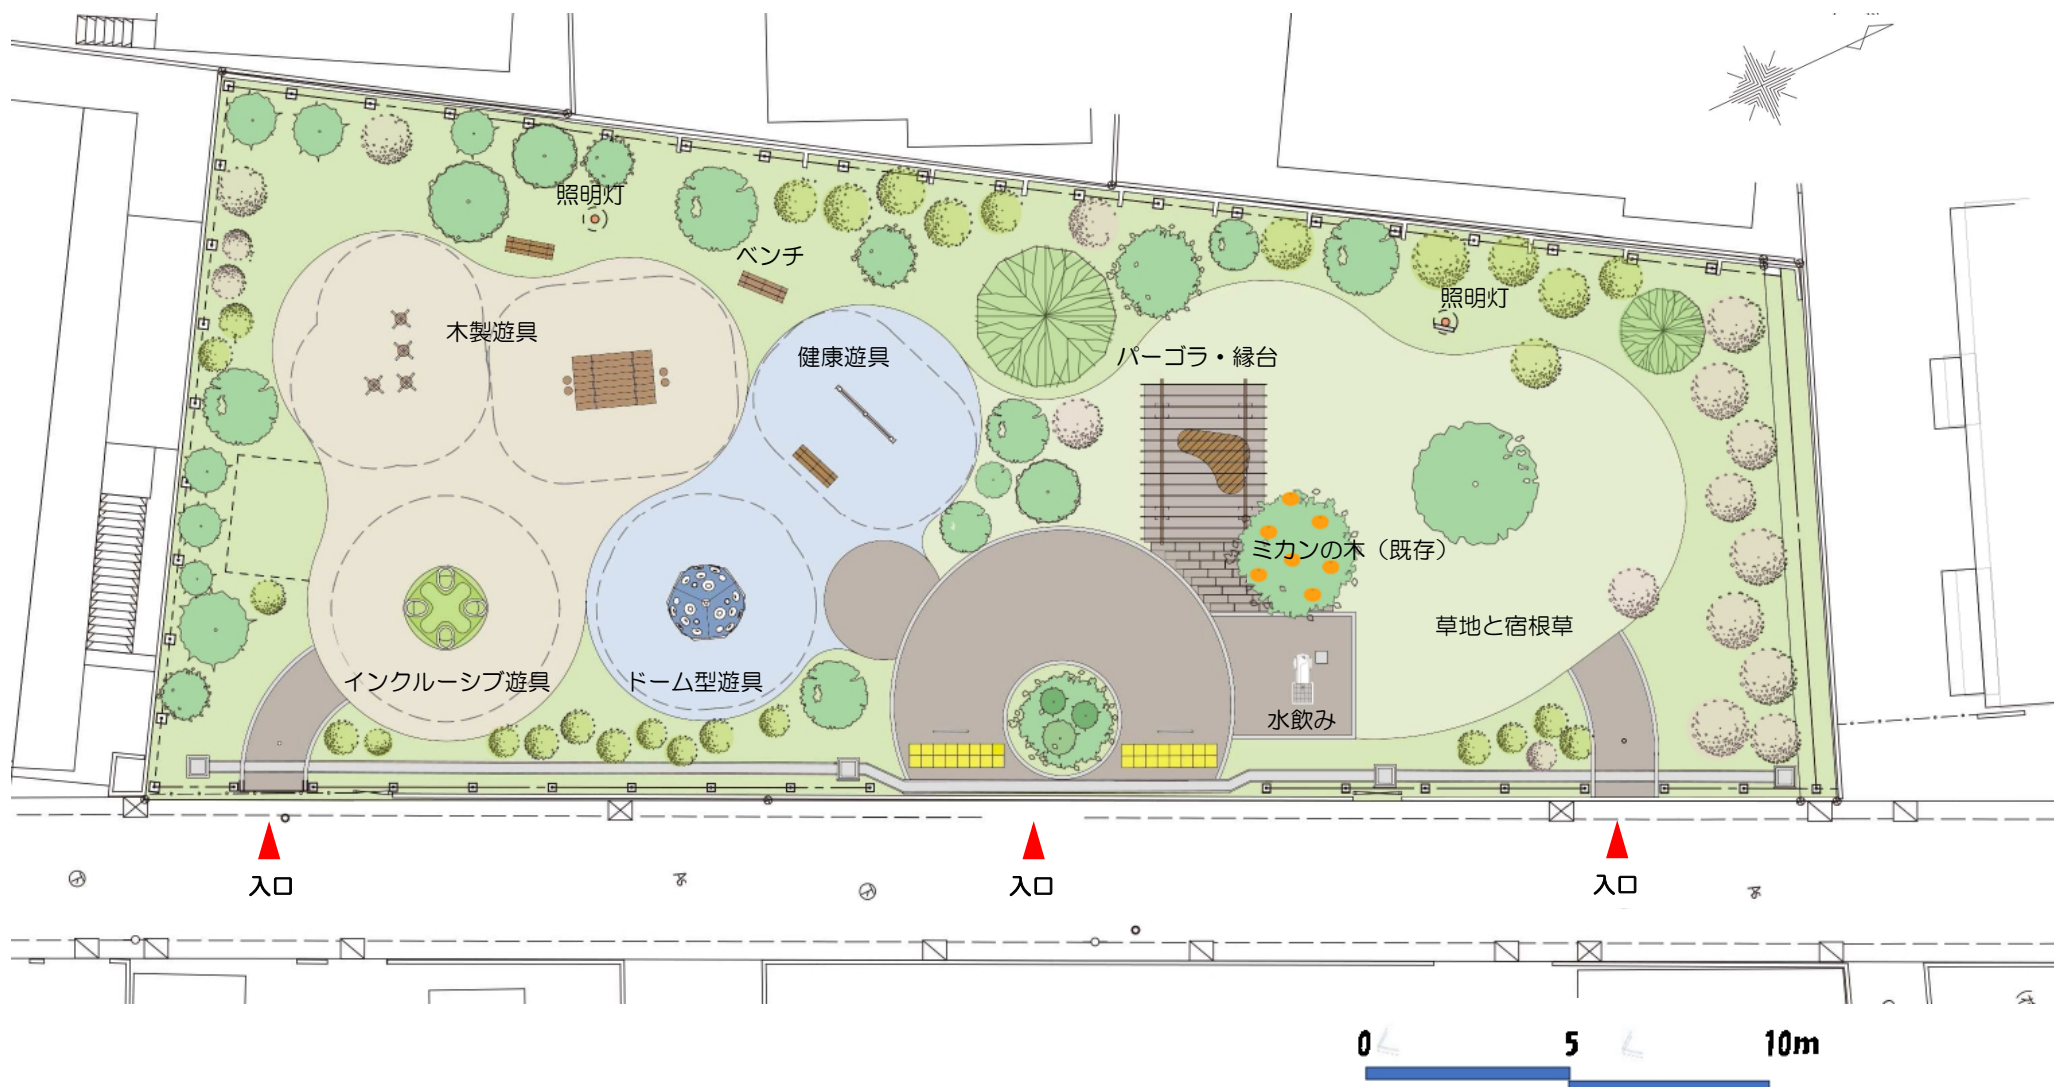 照明灯
ベンチ
照明灯
木製遊具
健康遊具
パーゴラ・縁台
ミカンの木（既存）
草地と宿根草
インクルーシブ遊具
ドーム型遊具
水飲み
入口
入口
入口
0 5 10m